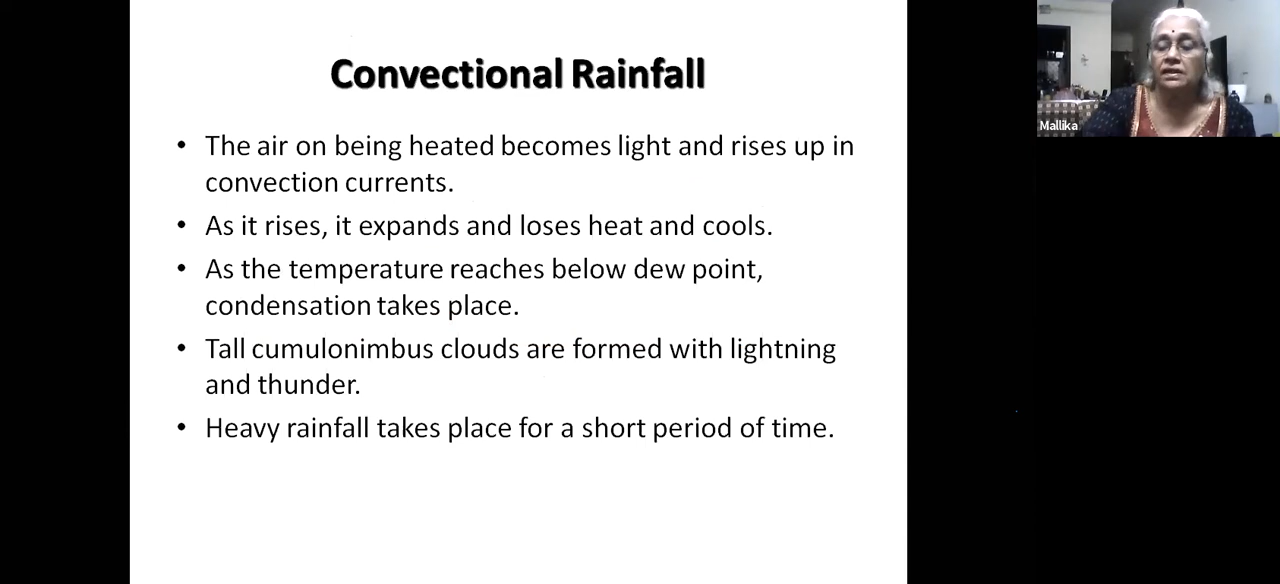 Convectional Rainfall
• The air on being heated becomes light and rises up in
convection currents.
• As it rises, it expands and loses heat and cools.
• As the temperature reaches below dew point,
condensation takes place.
• Tall cumulonimbus clouds are formed with lightning
and thunder.
• Heavy rainfall takes place for a short period of time.
Mallika